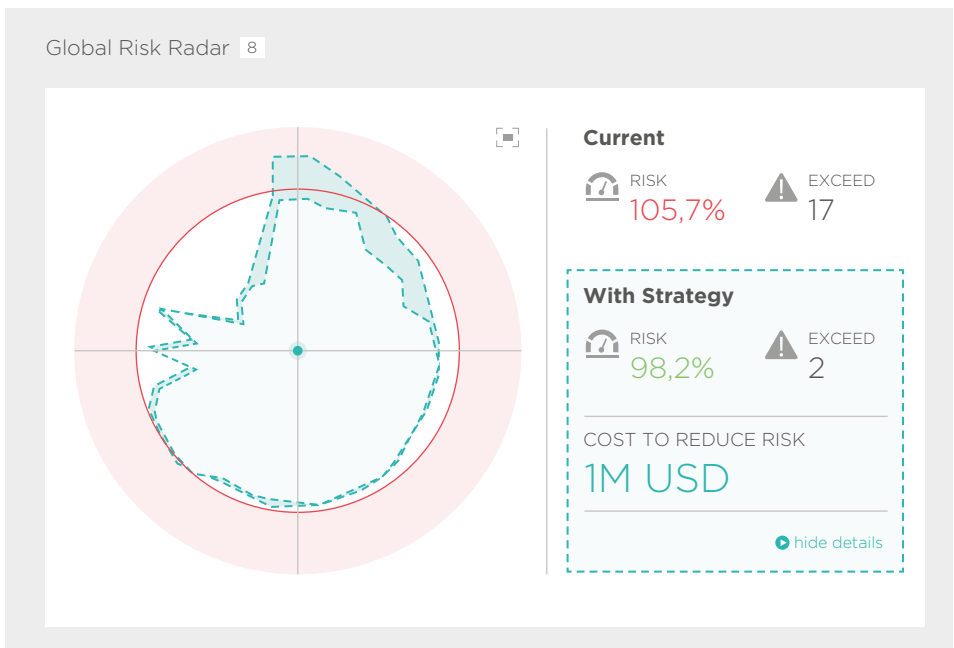 Global Risk Radar 8
Current
RISK
105,7%
EXCEED
17
With Strategy
RISK
98,2%
EXCEED
2
COST TO REDUCE RISK
1M USD
hide details